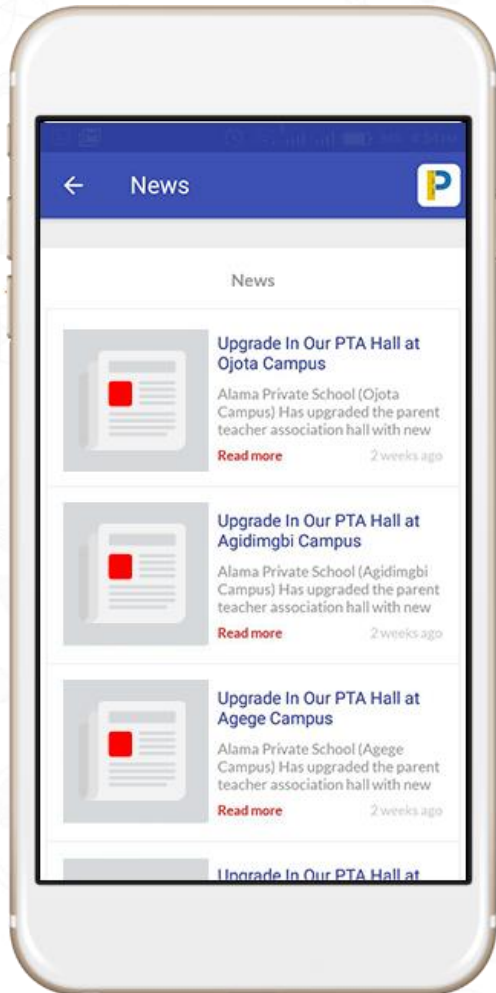 News
News
Upgrade In Our PTA Hall at
Ojota Campus
Alama Private School (Ojota
Campus) Has upgraded the parent
teacher association hall with new
Read more 2 weeks ago
Upgrade In Our PTA Hall at
Agidimgbi Campus
Alama Private School (Agidimgbi
Campus) Has upgraded the parent
teacher association hall with new
Read more 2 weeks ago
Upgrade In Our PTA Hall at
Agege Campus
Alama Private School (Agege
Campus) Has upgraded the parent
teacher association hall with new
Read more 2 weeks ago
Upgrade In Our PTA Hall at